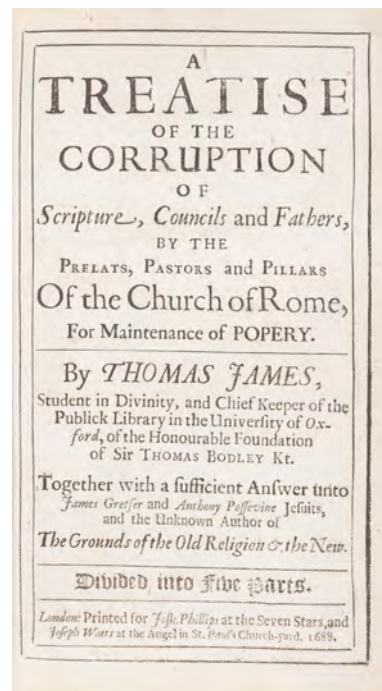 A
TREATISE
OF THE
CORRUPTION
OF
Scripture, Councils and Fathers,
BY THE
PRELATS, PASTORS and PILLARS
Of the Church of Rome,
For Maintenance of POPERY.
By THOMAS JAMES,
Student in Divinity, and Chief Keeper of the
Publick Library in the Univerſity of Ox-
ford, of the Honourable Foundation
of Sir THOMAS BODLEY Kt.
Together with a ſufficient Anſwer unto
James Gretſer and Anthony Poſſevine Jeſuits,
and the Unknown Author of
The Grounds of the Old Religion & the New.
Divided into Five Parts.
London: Printed for Joſh. Phillips at the Seven Stars, and
Joſeph Watts at the Angel in St. Paul's Church-yard. 1688.